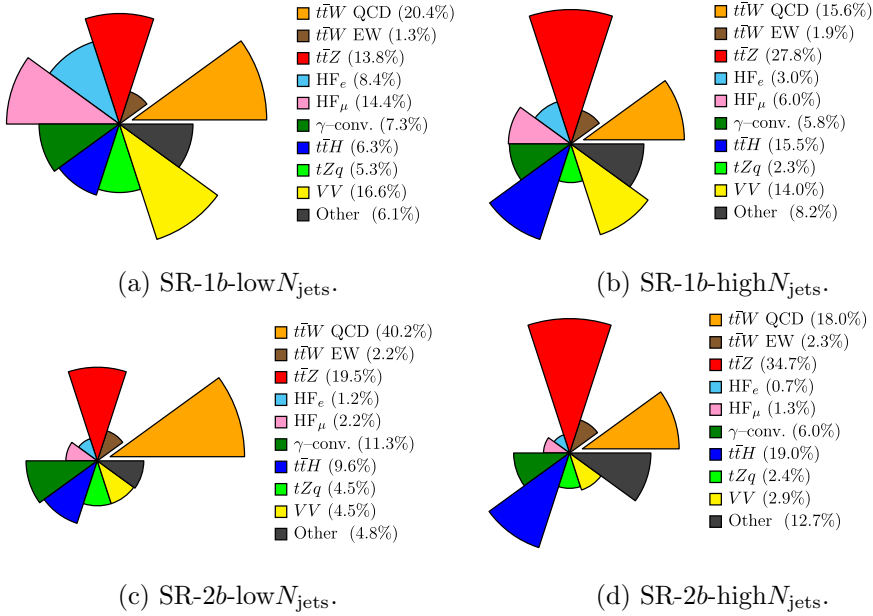 tt̄W QCD (20.4%)
tt̄W EW (1.3%)
tt̄Z (13.8%)
HFₑ (8.4%)
HF_μ (14.4%)
γ–conv. (7.3%)
tt̄H (6.3%)
tZq (5.3%)
VV (16.6%)
Other (6.1%)
(a) SR-1b-lowN_jets.
tt̄W QCD (15.6%)
tt̄W EW (1.9%)
tt̄Z (27.8%)
HFₑ (3.0%)
HF_μ (6.0%)
γ–conv. (5.8%)
tt̄H (15.5%)
tZq (2.3%)
VV (14.0%)
Other (8.2%)
(b) SR-1b-highN_jets.
tt̄W QCD (40.2%)
tt̄W EW (2.2%)
tt̄Z (19.5%)
HFₑ (1.2%)
HF_μ (2.2%)
γ–conv. (11.3%)
tt̄H (9.6%)
tZq (4.5%)
VV (4.5%)
Other (4.8%)
(c) SR-2b-lowN_jets.
tt̄W QCD (18.0%)
tt̄W EW (2.3%)
tt̄Z (34.7%)
HFₑ (0.7%)
HF_μ (1.3%)
γ–conv. (6.0%)
tt̄H (19.0%)
tZq (2.4%)
VV (2.9%)
Other (12.7%)
(d) SR-2b-highN_jets.